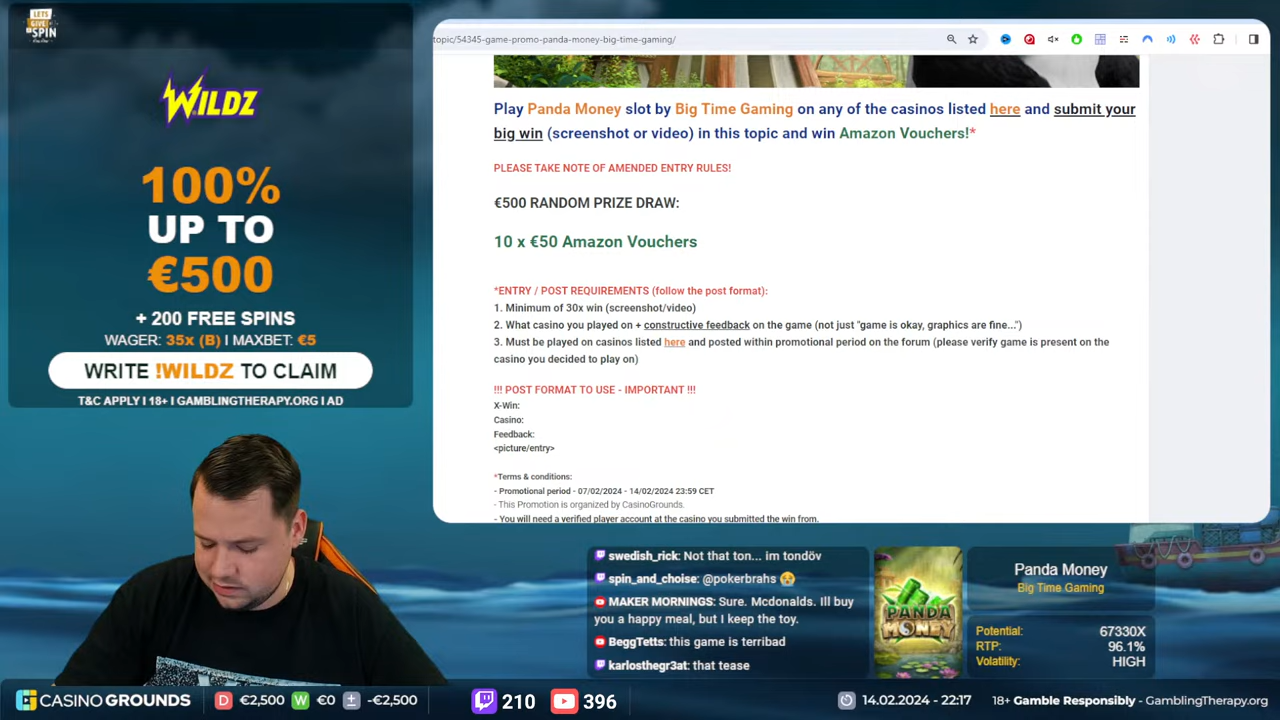 LETS
GIVE IT
SPIN
WILDZ
100%
UP TO
€500
+ 200 FREE SPINS
WAGER: 35x (B) I MAXBET: €5
WRITE !WILDZ TO CLAIM
T&C APPLY I 18+ I GAMBLINGTHERAPY.ORG I AD
topic/54345-game-promo-panda-money-big-time-gaming/
Play Panda Money slot by Big Time Gaming on any of the casinos listed here and submit your
big win (screenshot or video) in this topic and win Amazon Vouchers!*
PLEASE TAKE NOTE OF AMENDED ENTRY RULES!
€500 RANDOM PRIZE DRAW:
10 x €50 Amazon Vouchers
*ENTRY / POST REQUIREMENTS (follow the post format):
1. Minimum of 30x win (screenshot/video)
2. What casino you played on + constructive feedback on the game (not just "game is okay, graphics are fine...")
3. Must be played on casinos listed here and posted within promotional period on the forum (please verify game is present on the
casino you decided to play on)
!!! POST FORMAT TO USE - IMPORTANT !!!
X-Win:
Casino:
Feedback:
<picture/entry>
*Terms & conditions:
- Promotional period - 07/02/2024 - 14/02/2024 23:59 CET
- This Promotion is organized by CasinoGrounds.
- You will need a verified player account at the casino you submitted the win from.
swedish_rick: Not that ton... im tondöv
spin_and_choise: @pokerbrahs 😭
MAKER MORNINGS: Sure. Mcdonalds. Ill buy
you a happy meal, but I keep the toy.
BeggTetts: this game is terribad
karlosthegr3at: that tease
PANDA
MONEY
Panda Money
Big Time Gaming
Potential: 67330X
RTP: 96.1%
Volatility: HIGH
CASINOGROUNDS
D €2,500 W €0 ± -€2,500
210
396
14.02.2024 - 22:17
18+ Gamble Responsibly - GamblingTherapy.org